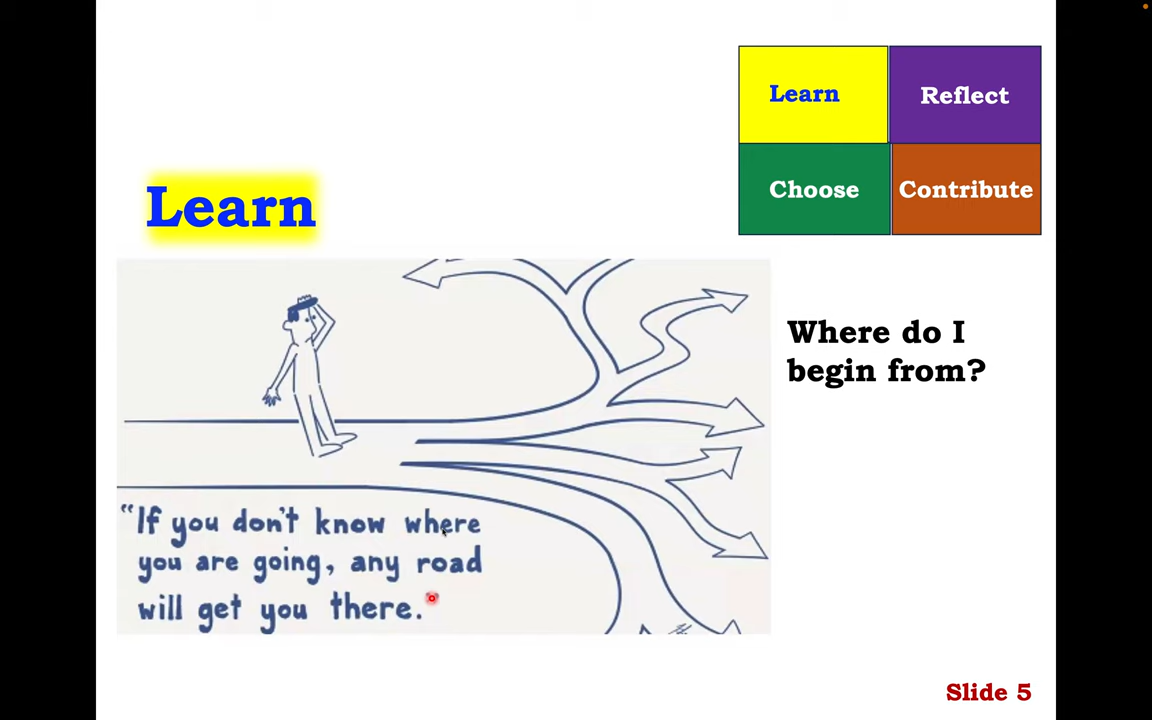 Learn
Reflect
Choose
Contribute
Learn
Where do I
begin from?
“If you don't know where
you are going, any road
will get you there.”
Slide 5